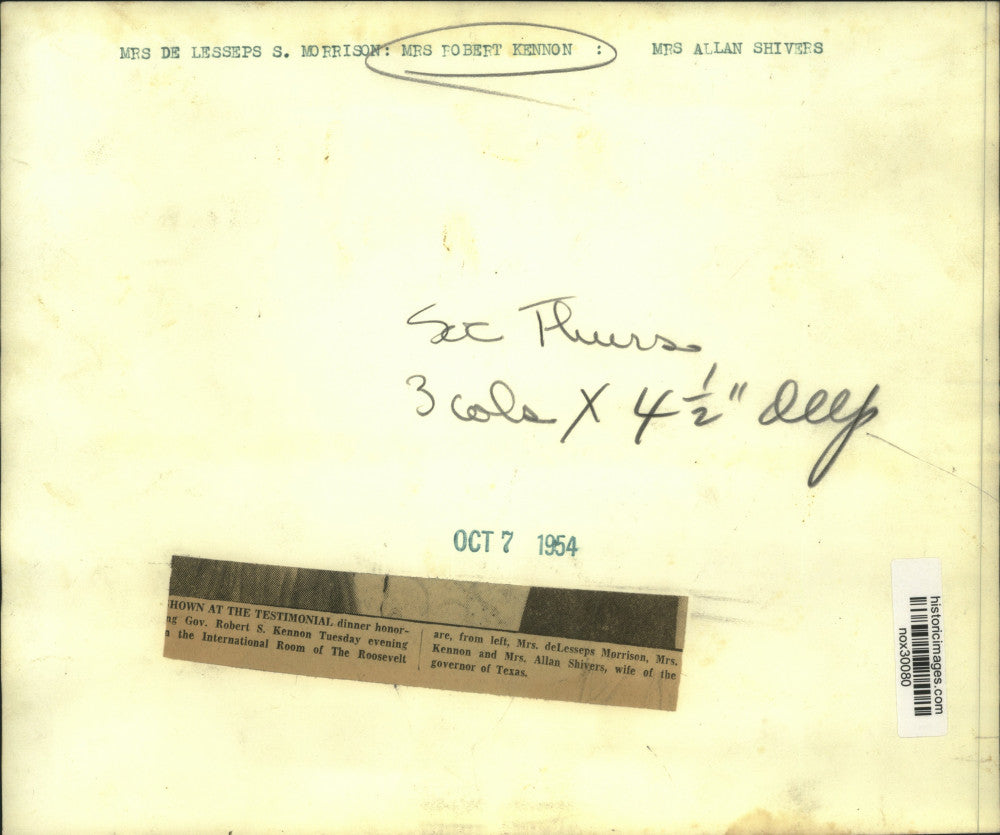 MRS DE LESSEPS S. MORRISON: MRS ROBERT KENNON : MRS ALLAN SHIVERS
Sec Thurs
3 cols X 4 1/2" deep
OCT 7 1954
HOWN AT THE TESTIMONIAL dinner honor-
ng Gov. Robert S. Kennon Tuesday evening
n the International Room of The Roosevelt
are, from left, Mrs. deLesseps Morrison, Mrs.
Kennon and Mrs. Allan Shivers, wife of the
governor of Texas.
historicimages.com
nox30080